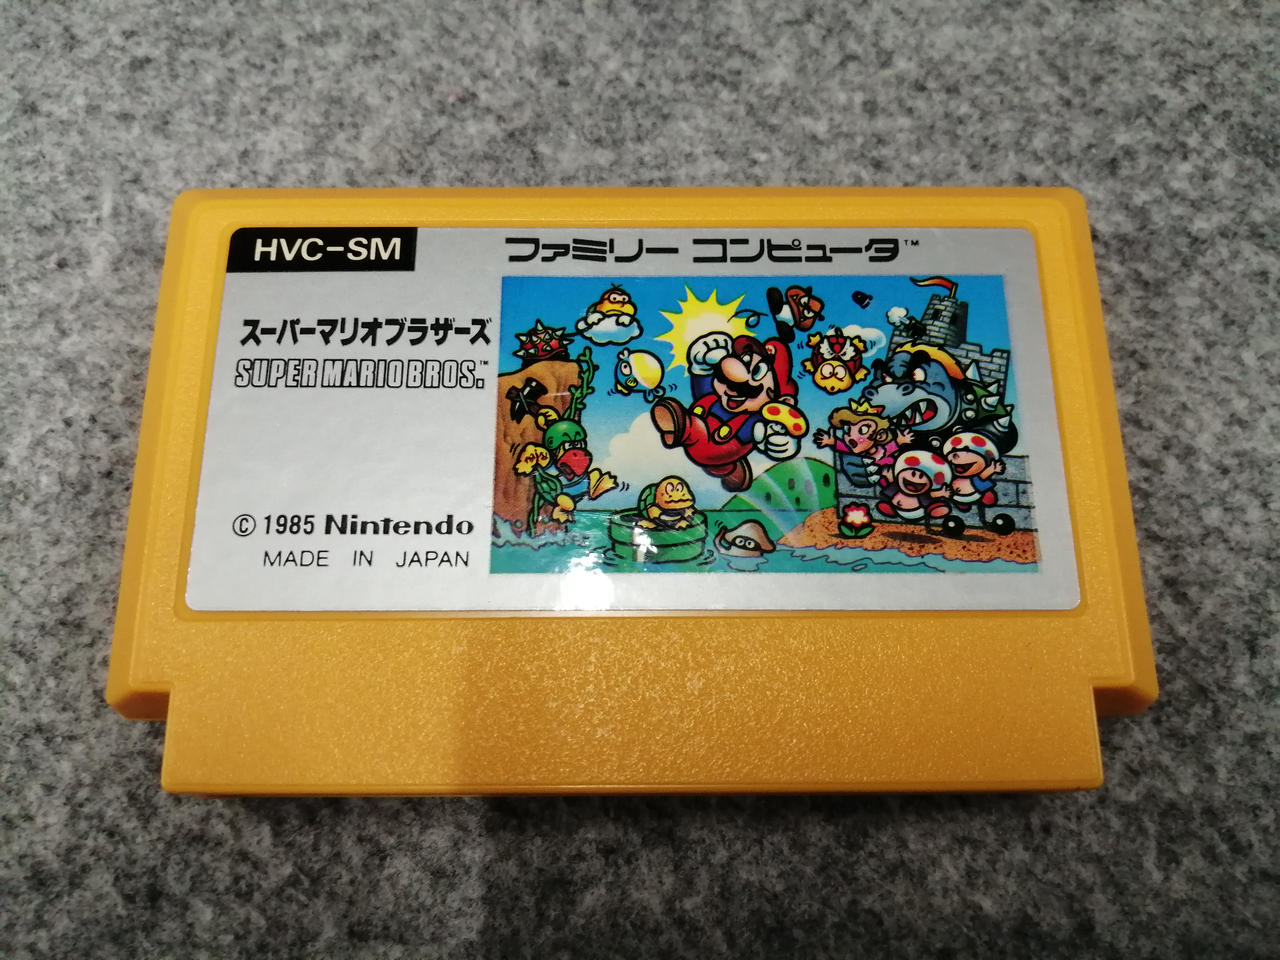 HVC-SM
ファミリー コンピュータ™
スーパーマリオブラザーズ
SUPER MARIO BROS.™
© 1985 Nintendo
MADE IN JAPAN